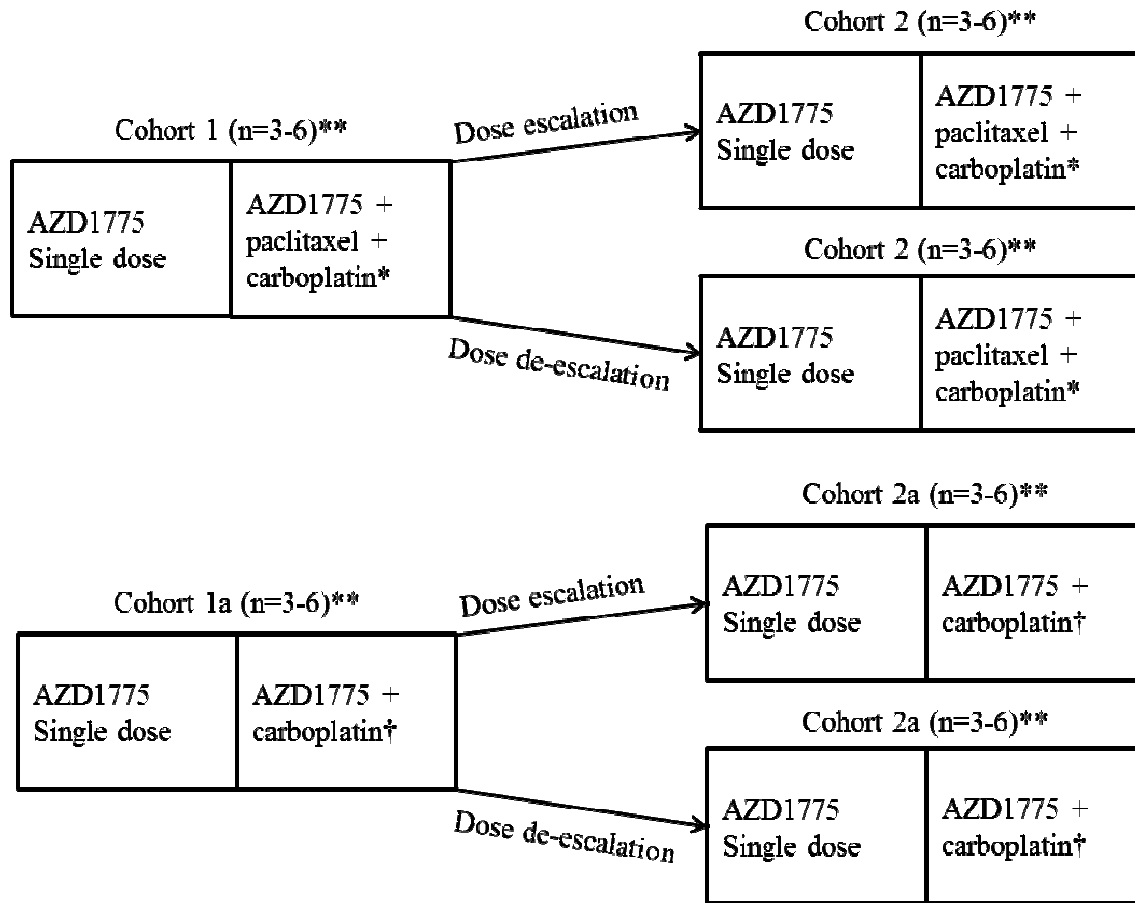 Cohort 2 (n=3-6)**
AZD1775
Single dose
AZD1775 +
paclitaxel +
carboplatin*
Cohort 1 (n=3-6)**
AZD1775
Single dose
AZD1775 +
paclitaxel +
carboplatin*
Dose escalation
Dose de-escalation
Cohort 2 (n=3-6)**
AZD1775
Single dose
AZD1775 +
paclitaxel +
carboplatin*
Cohort 2a (n=3-6)**
AZD1775
Single dose
AZD1775 +
carboplatin†
Cohort 1a (n=3-6)**
AZD1775
Single dose
AZD1775 +
carboplatin†
Dose escalation
Dose de-escalation
Cohort 2a (n=3-6)**
AZD1775
Single dose
AZD1775 +
carboplatin†